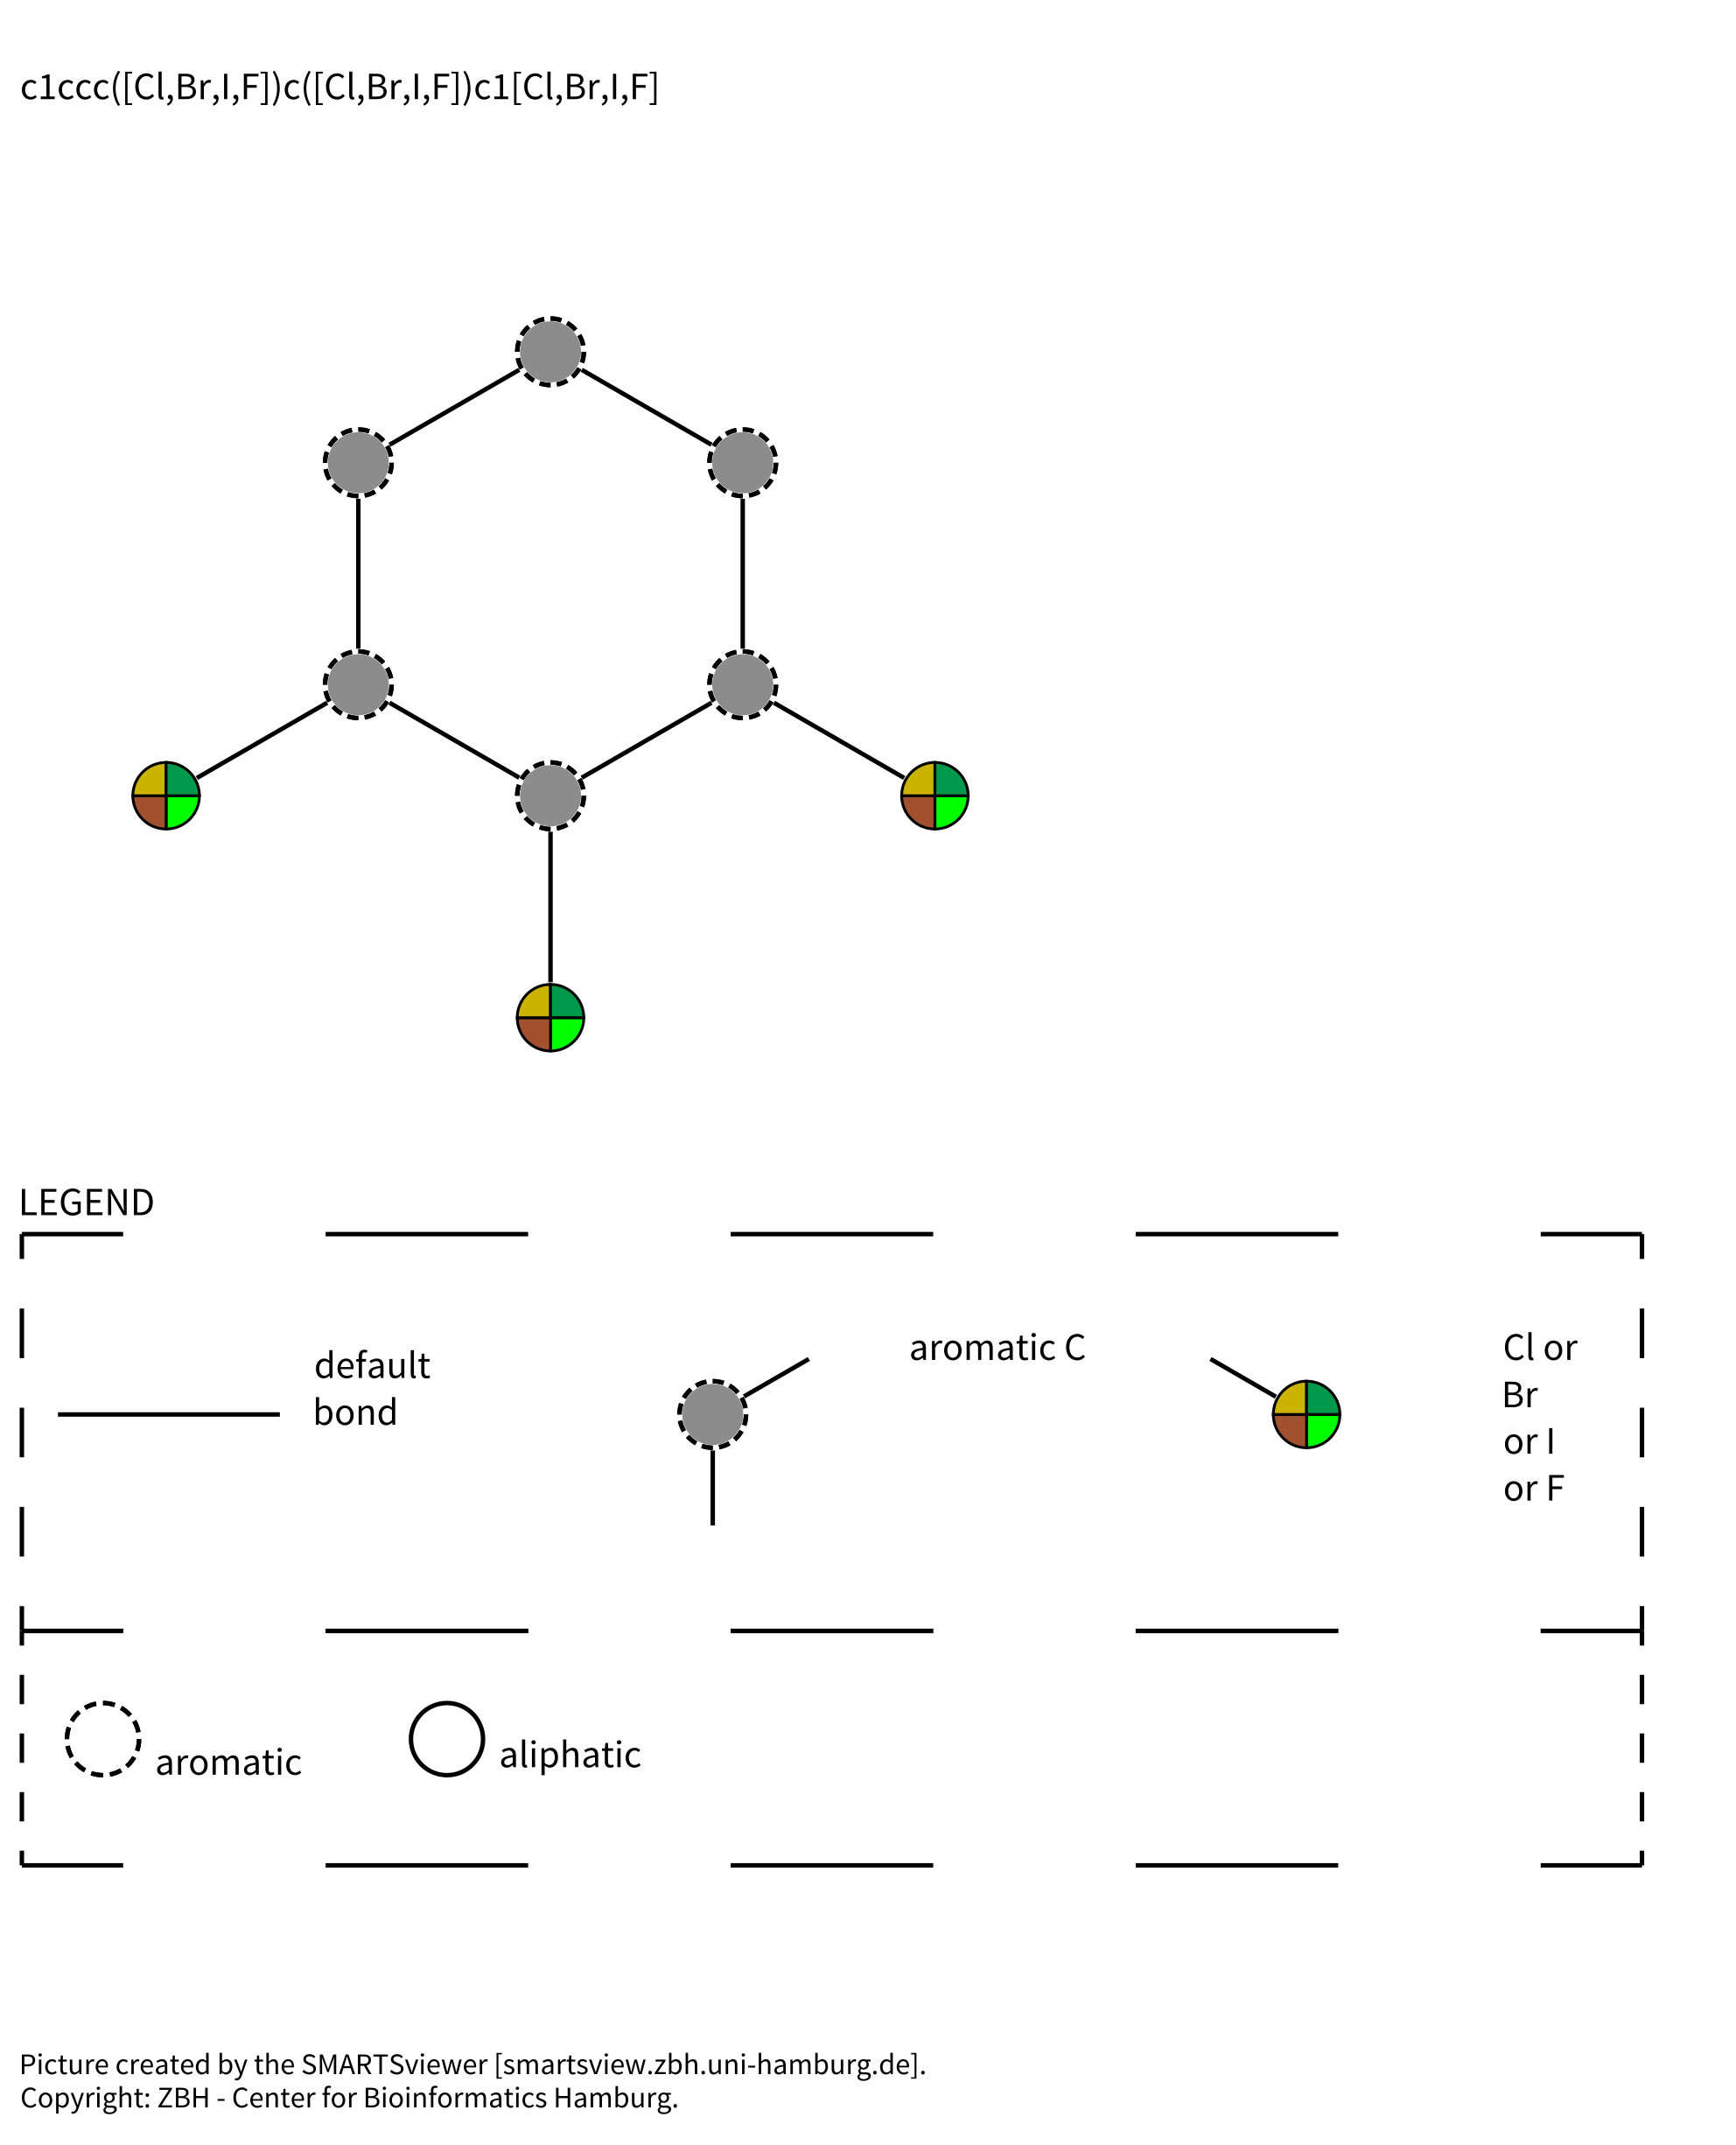 c1ccc([Cl,Br,I,F])c([Cl,Br,I,F])c1[Cl,Br,I,F]
LEGEND
default
bond
aromatic C
Cl or
Br
or I
or F
aromatic
aliphatic
Picture created by the SMARTSviewer [smartsview.zbh.uni-hamburg.de].
Copyright: ZBH - Center for Bioinformatics Hamburg.